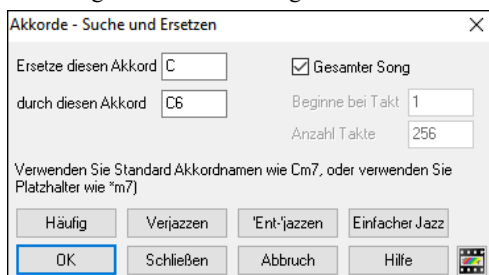 Akkorde - Suche und Ersetzen
Ersetze diesen Akkord C
Gesamter Song
durch diesen Akkord C6
Beginne bei Takt 1
Anzahl Takte 256
Verwenden Sie Standard Akkordnamen wie Cm7, oder verwenden Sie
Platzhalter wie *m7)
Häufig Verjazzen 'Ent-'jazzen Einfacher Jazz
OK Schließen Abbruch Hilfe